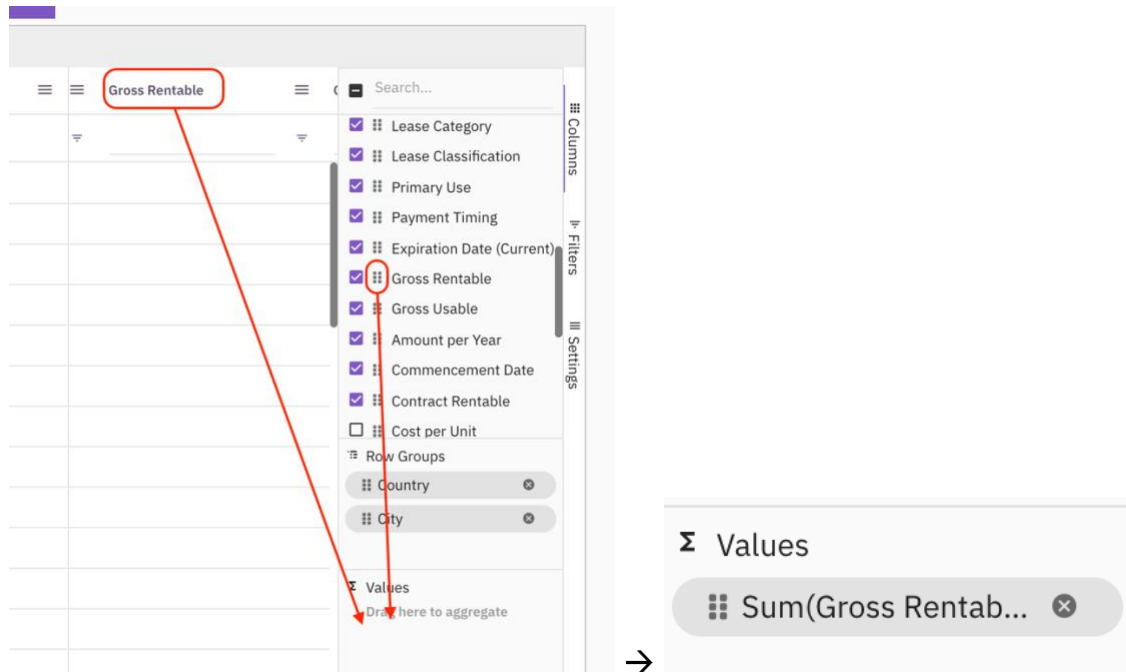 Gross Rentable
Search...
Lease Category
Lease Classification
Primary Use
Payment Timing
Expiration Date (Current)
Gross Rentable
Gross Usable
Amount per Year
Commencement Date
Contract Rentable
Cost per Unit
Row Groups
Country
City
Σ Values
Drag here to aggregate
Columns
Filters
Settings
→
Σ Values
Sum(Gross Rentab...